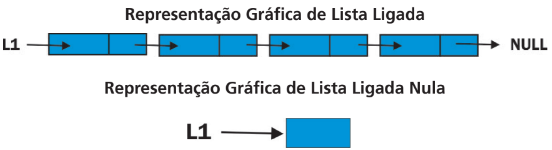 Representação Gráfica de Lista Ligada
L1 NULL
Representação Gráfica de Lista Ligada Nula
L1